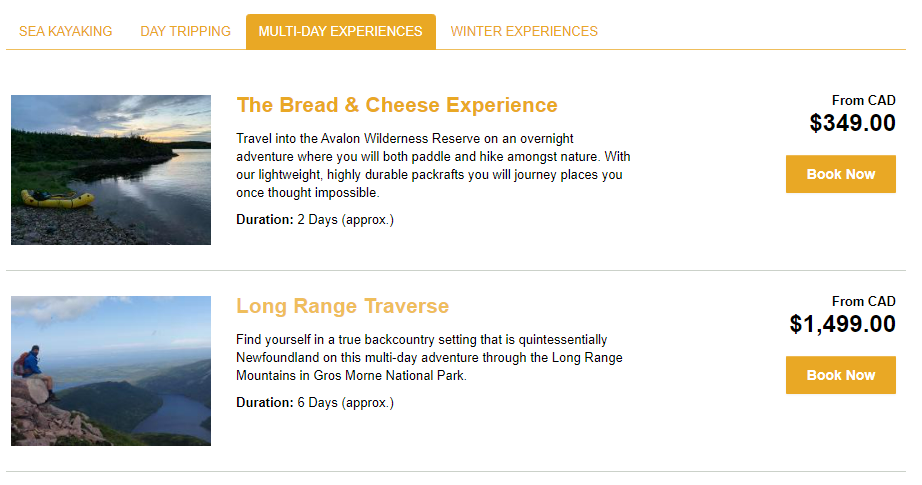 SEA KAYAKING DAY TRIPPING MULTI-DAY EXPERIENCES WINTER EXPERIENCES
The Bread & Cheese Experience
Travel into the Avalon Wilderness Reserve on an overnight
adventure where you will both paddle and hike amongst nature. With
our lightweight, highly durable packrafts you will journey places you
once thought impossible.
Duration: 2 Days (approx.)
From CAD
$349.00
Book Now
Long Range Traverse
Find yourself in a true backcountry setting that is quintessentially
Newfoundland on this multi-day adventure through the Long Range
Mountains in Gros Morne National Park.
Duration: 6 Days (approx.)
From CAD
$1,499.00
Book Now